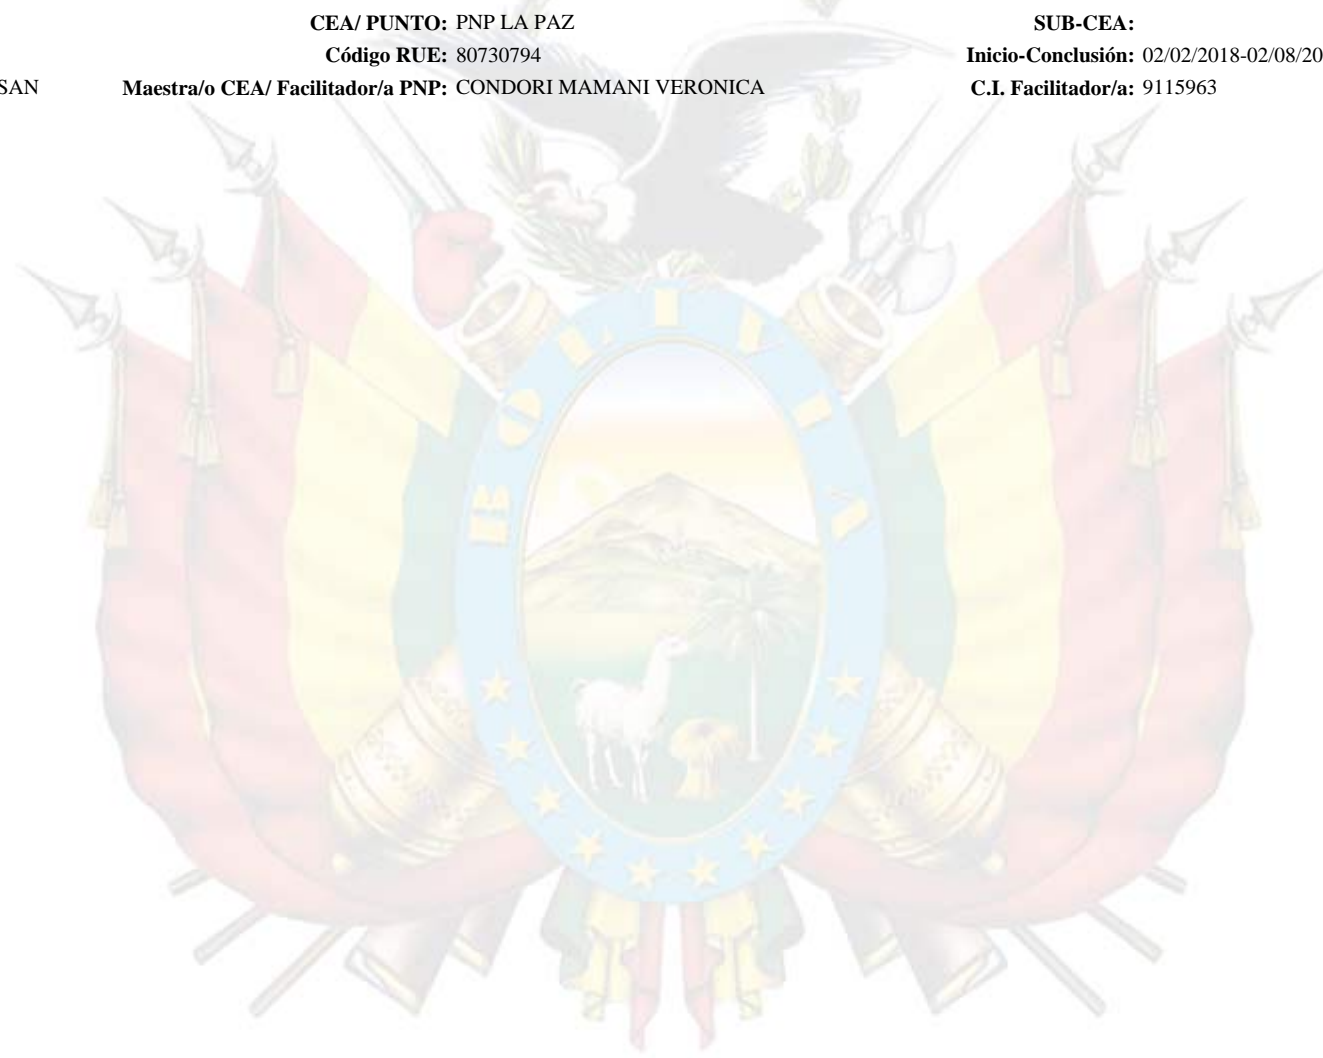 CEA/ PUNTO: PNP LA PAZ SUB-CEA:
Código RUE: 80730794 Inicio-Conclusión: 02/02/2018-02/08/20
SAN Maestra/o CEA/ Facilitador/a PNP: CONDORI MAMANI VERONICA C.I. Facilitador/a: 9115963
BOLIVIA